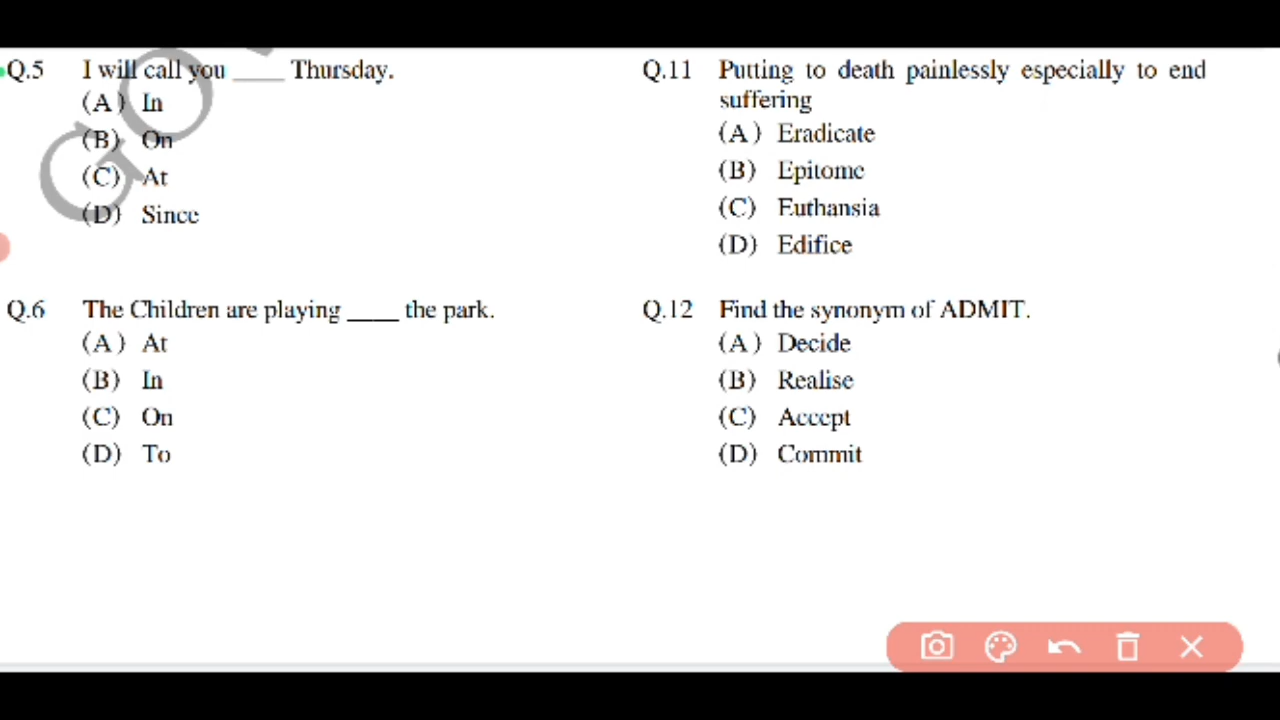 Q.5 I will call you ____ Thursday.
(A) In
(B) On
(C) At
(D) Since
Q.6 The Children are playing ____ the park.
(A) At
(B) In
(C) On
(D) To
Q.11 Putting to death painlessly especially to end
suffering
(A) Eradicate
(B) Epitome
(C) Euthansia
(D) Edifice
Q.12 Find the synonym of ADMIT.
(A) Decide
(B) Realise
(C) Accept
(D) Commit